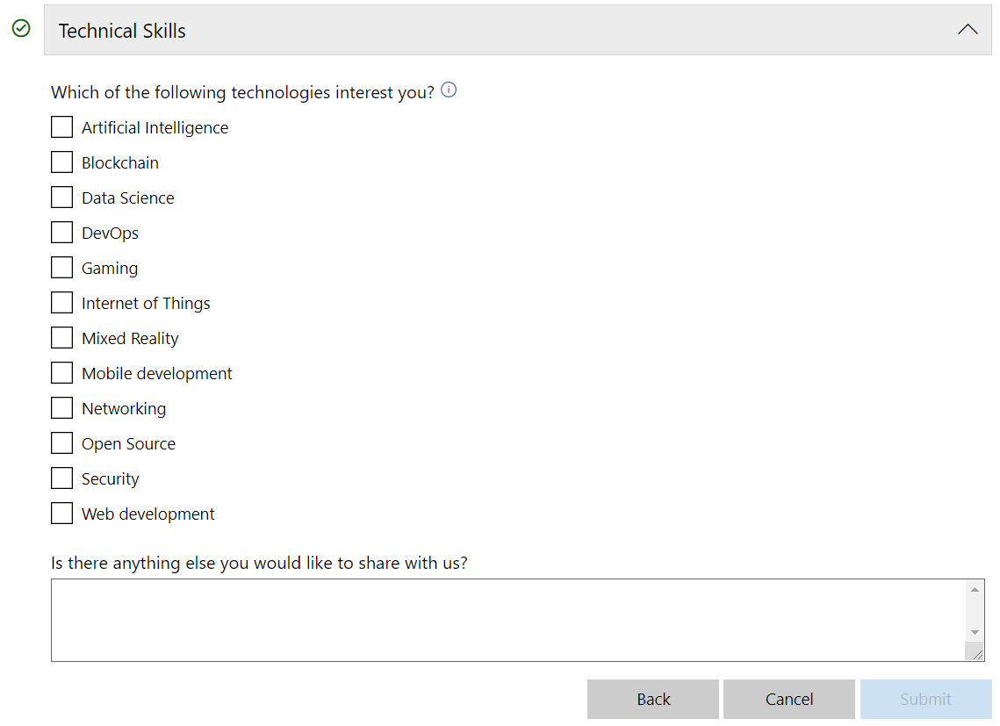 Technical Skills
Which of the following technologies interest you?
Artificial Intelligence
Blockchain
Data Science
DevOps
Gaming
Internet of Things
Mixed Reality
Mobile development
Networking
Open Source
Security
Web development
Is there anything else you would like to share with us?
Back Cancel Submit